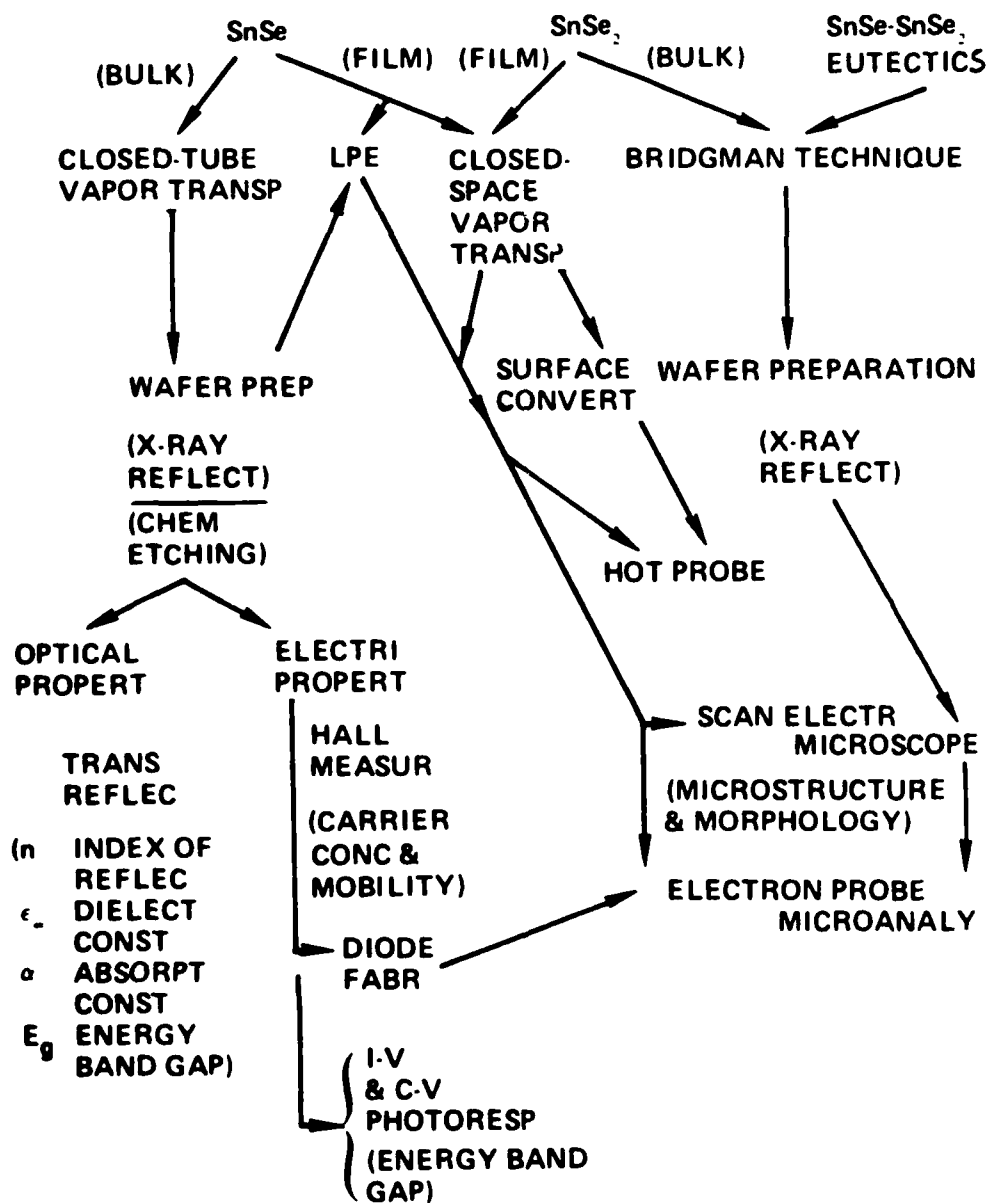 SnSe
SnSe₂
SnSe-SnSe₂
EUTECTICS
(BULK)
(FILM)
(FILM)
(BULK)
CLOSED-TUBE
VAPOR TRANSP
LPE
CLOSED-
SPACE
VAPOR
TRANSP
BRIDGMAN TECHNIQUE
WAFER PREP
SURFACE
CONVERT
WAFER PREPARATION
(X-RAY
REFLECT)
(CHEM
ETCHING)
(X-RAY
REFLECT)
HOT PROBE
OPTICAL
PROPERT
ELECTRI
PROPERT
TRANS
REFLEC
(n INDEX OF
REFLEC
ϵ_ DIELECT
CONST
α ABSORPT
CONST
Eg ENERGY
BAND GAP)
HALL
MEASUR
(CARRIER
CONC &
MOBILITY)
DIODE
FABR
I-V
& C-V
PHOTORESP
(ENERGY BAND
GAP)
SCAN ELECTR
MICROSCOPE
(MICROSTRUCTURE
& MORPHOLOGY)
ELECTRON PROBE
MICROANALY